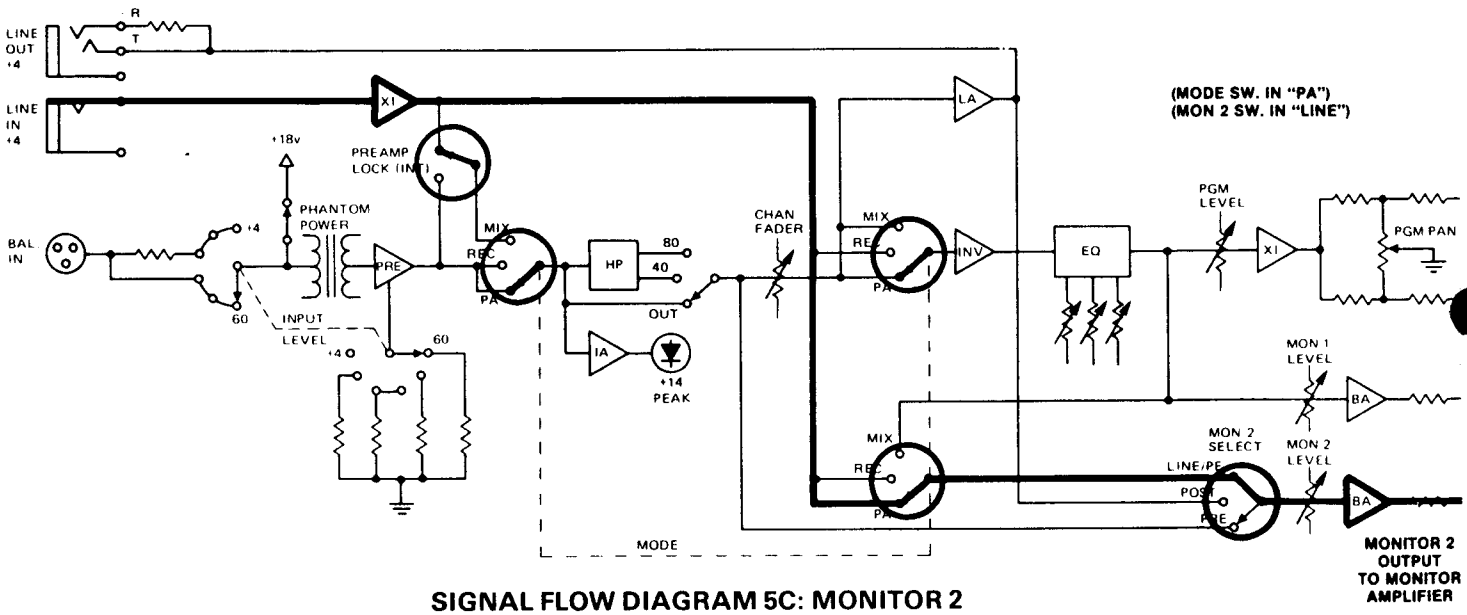 LINE
OUT
+4
R
T
LINE
IN
+4
XI
LA
(MODE SW. IN "PA")
(MON 2 SW. IN "LINE")
+18v
PREAMP
LOCK (INT)
PHANTOM
POWER
BAL.
IN
+4
60
INPUT
LEVEL
PRE
MIX
REC
PA
HP
80
40
OUT
IA
+14
PEAK
+4
60
CHAN
FADER
MIX
REC
PA
INV
EQ
PGM
LEVEL
XI
PGM PAN
MON 1
LEVEL
BA
MIX
REC
PA
MON 2
SELECT
LINE/PE
POST
PRE
MON 2
LEVEL
BA
MODE
MONITOR 2
OUTPUT
TO MONITOR
AMPLIFIER
SIGNAL FLOW DIAGRAM 5C: MONITOR 2